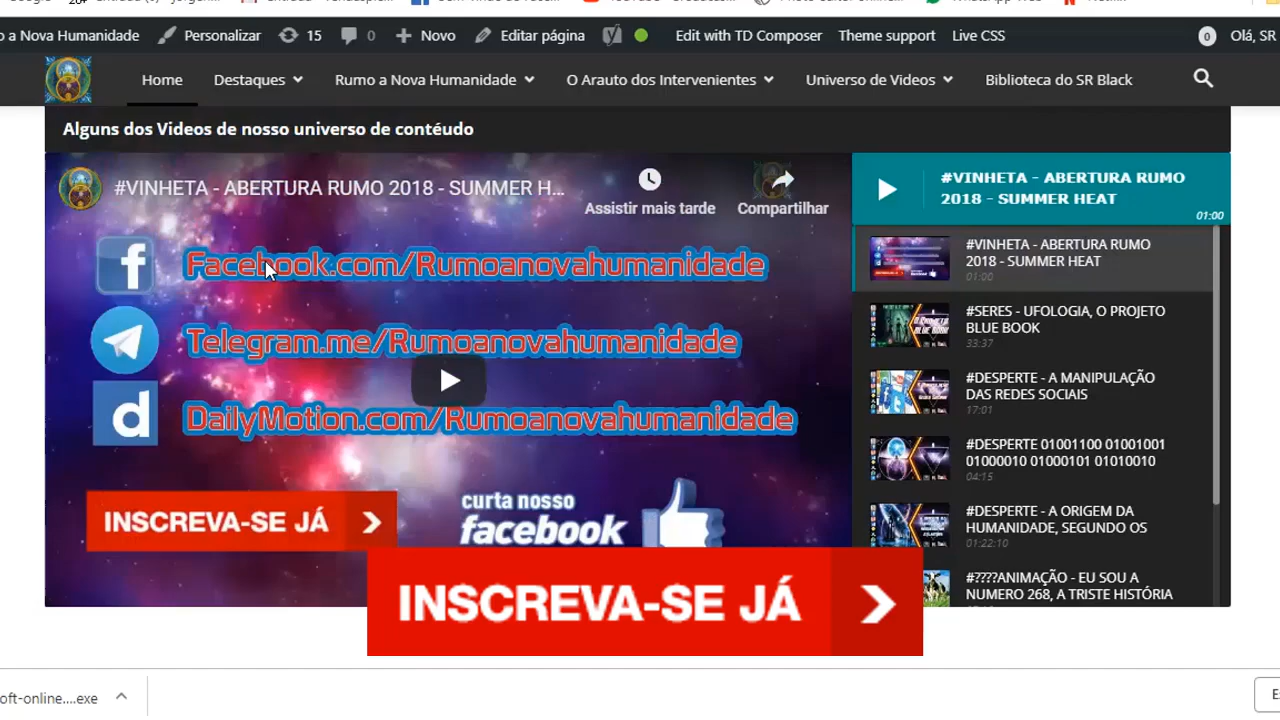 o a Nova Humanidade Personalizar 15 0 Novo Editar página Edit with TD Composer Theme support Live CSS 0 Olá, SR
Home Destaques Rumo a Nova Humanidade O Arauto dos Intervenientes Universo de Videos Biblioteca do SR Black
Alguns dos Videos de nosso universo de contéudo
#VINHETA - ABERTURA RUMO 2018 - SUMMER H...
Assistir mais tarde
Compartilhar
f Facebook.com/Rumoanovahumanidade
Telegram.me/Rumoanovahumanidade
d DailyMotion.com/Rumoanovahumanidade
INSCREVA-SE JÁ
curta nosso
facebook
INSCREVA-SE JÁ
#VINHETA - ABERTURA RUMO
2018 - SUMMER HEAT
01:00
#VINHETA - ABERTURA RUMO
2018 - SUMMER HEAT
01:00
#SERES - UFOLOGIA, O PROJETO
BLUE BOOK
33:37
#DESPERTE - A MANIPULAÇÃO
DAS REDES SOCIAIS
17:01
#DESPERTE 01001100 01001001
01000010 01000101 01010010
04:15
#DESPERTE - A ORIGEM DA
HUMANIDADE, SEGUNDO OS
01:22:10
#????ANIMAÇÃO - EU SOU A
NUMERO 268, A TRISTE HISTÓRIA
oft-online....exe